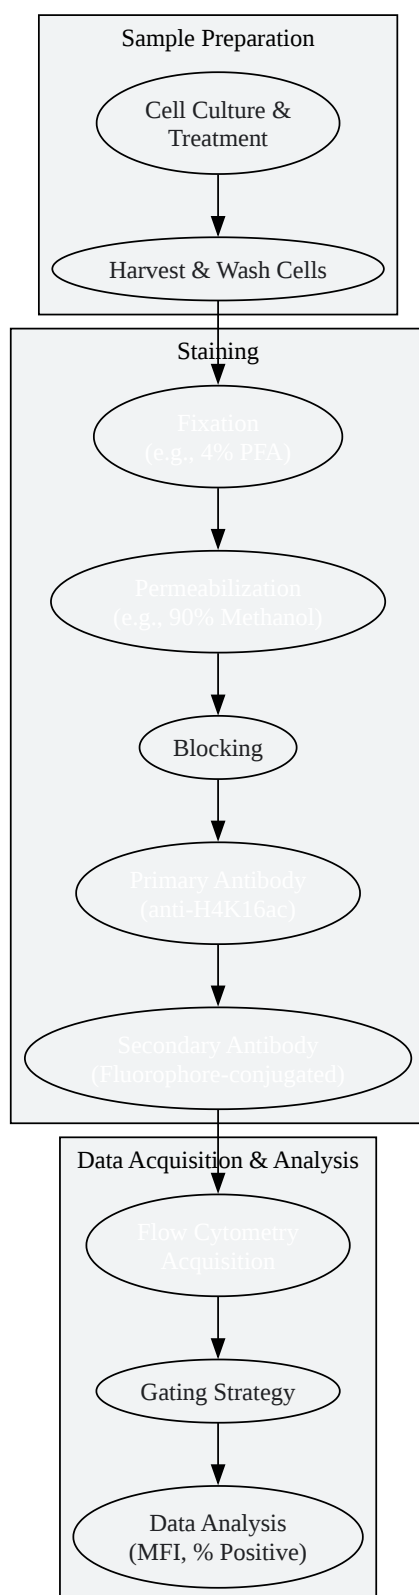 Sample Preparation
Cell Culture &
Treatment
Harvest & Wash Cells
Staining
Fixation
(e.g., 4% PFA)
Permeabilization
(e.g., 90% Methanol)
Blocking
Primary Antibody
(anti-H4K16ac)
Secondary Antibody
(Fluorophore-conjugated)
Data Acquisition & Analysis
Flow Cytometry
Acquisition
Gating Strategy
Data Analysis
(MFI, % Positive)